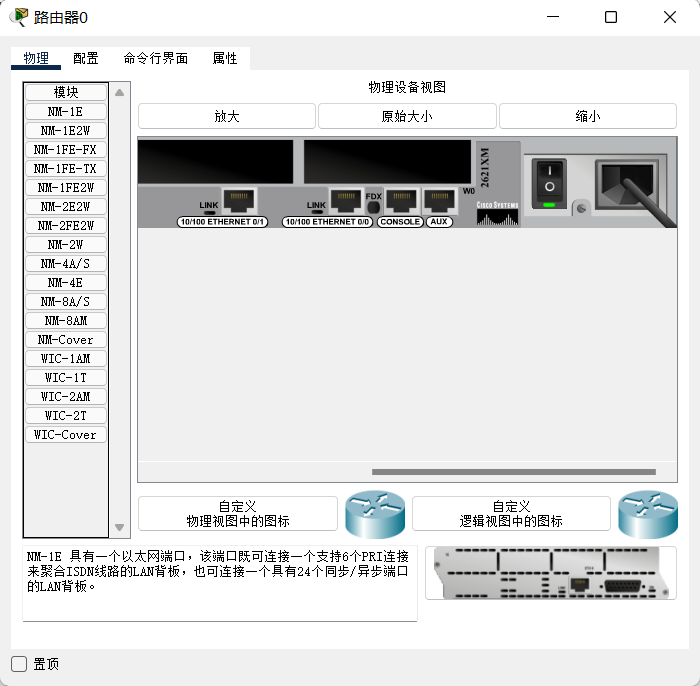 路由器0
物理 配置 命令行界面 属性
模块
NM-1E
NM-1E2W
NM-1FE-FX
NM-1FE-TX
NM-1FE2W
NM-2E2W
NM-2FE2W
NM-2W
NM-4A/S
NM-4E
NM-8A/S
NM-8AM
NM-Cover
WIC-1AM
WIC-1T
WIC-2AM
WIC-2T
WIC-Cover
物理设备视图
放大 原始大小 缩小
2621XM
W0
LINK LINK FDX
CISCO SYSTEMS
10/100 ETHERNET 0/1 10/100 ETHERNET 0/0 CONSOLE AUX
自定义
物理视图中的图标
自定义
逻辑视图中的图标
NM-1E 具有一个以太网端口，该端口既可连接一个支持6个PRI连接
来聚合ISDN线路的LAN背板，也可连接一个具有24个同步/异步端口
的LAN背板。
置顶